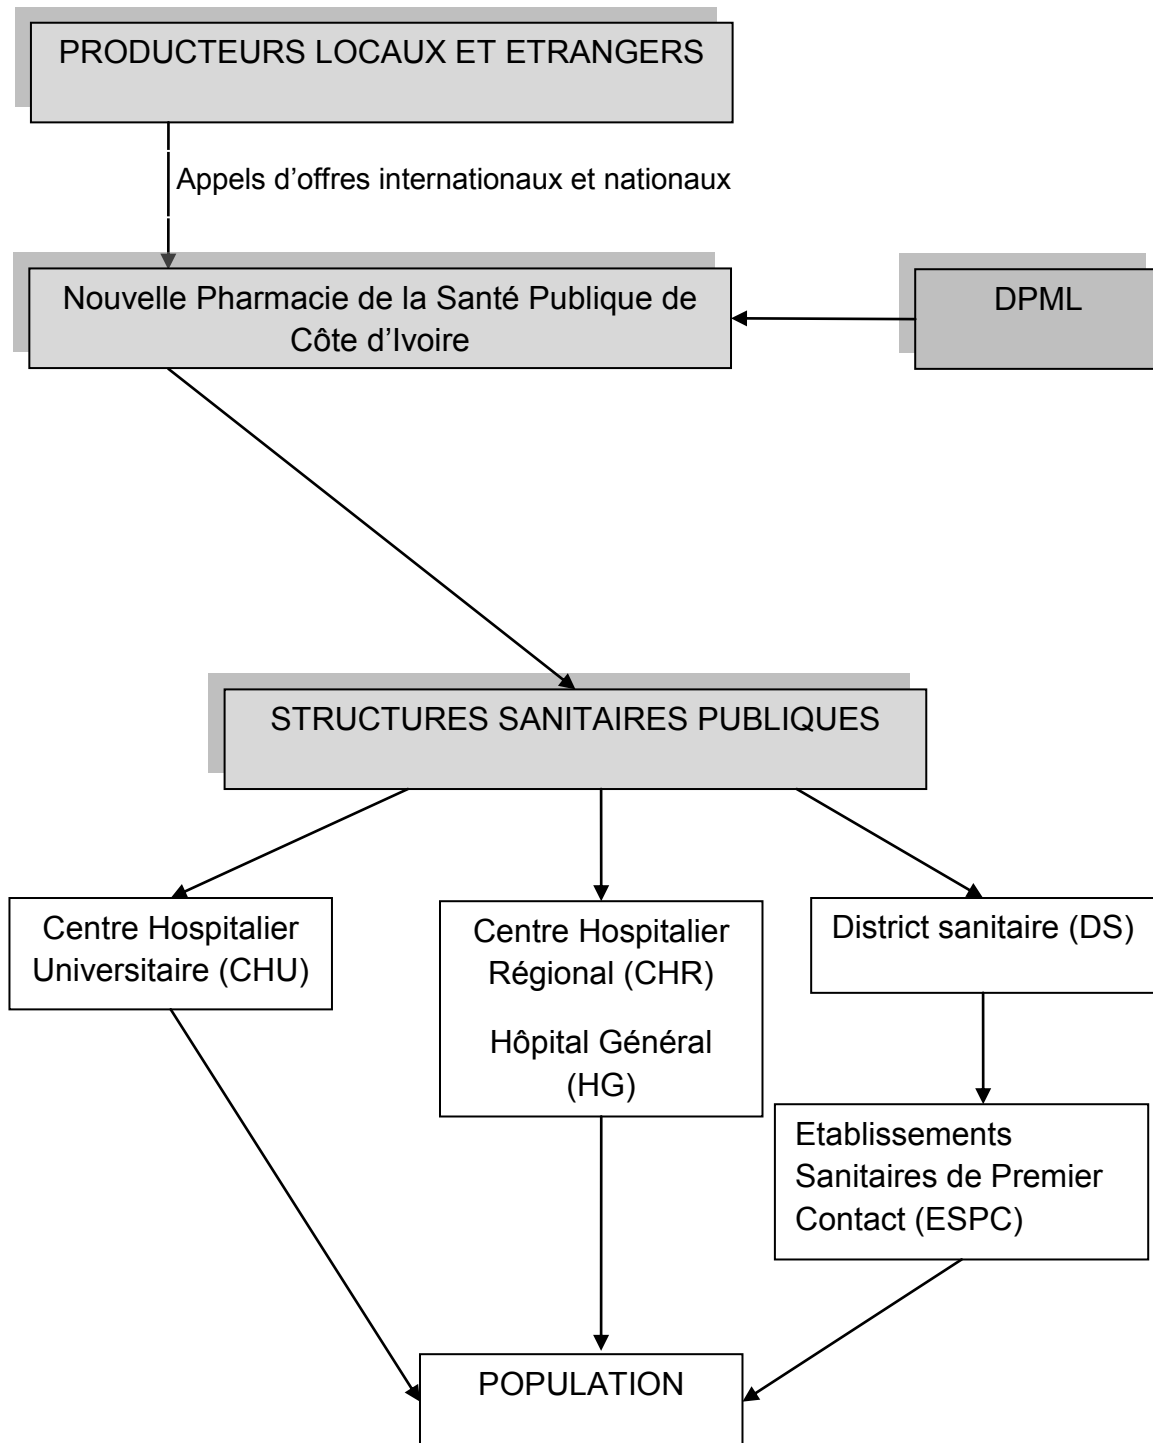 PRODUCTEURS LOCAUX ET ETRANGERS
Appels d’offres internationaux et nationaux
Nouvelle Pharmacie de la Santé Publique de
Côte d’Ivoire
DPML
STRUCTURES SANITAIRES PUBLIQUES
Centre Hospitalier
Universitaire (CHU)
Centre Hospitalier
Régional (CHR)
Hôpital Général
(HG)
District sanitaire (DS)
Etablissements
Sanitaires de Premier
Contact (ESPC)
POPULATION